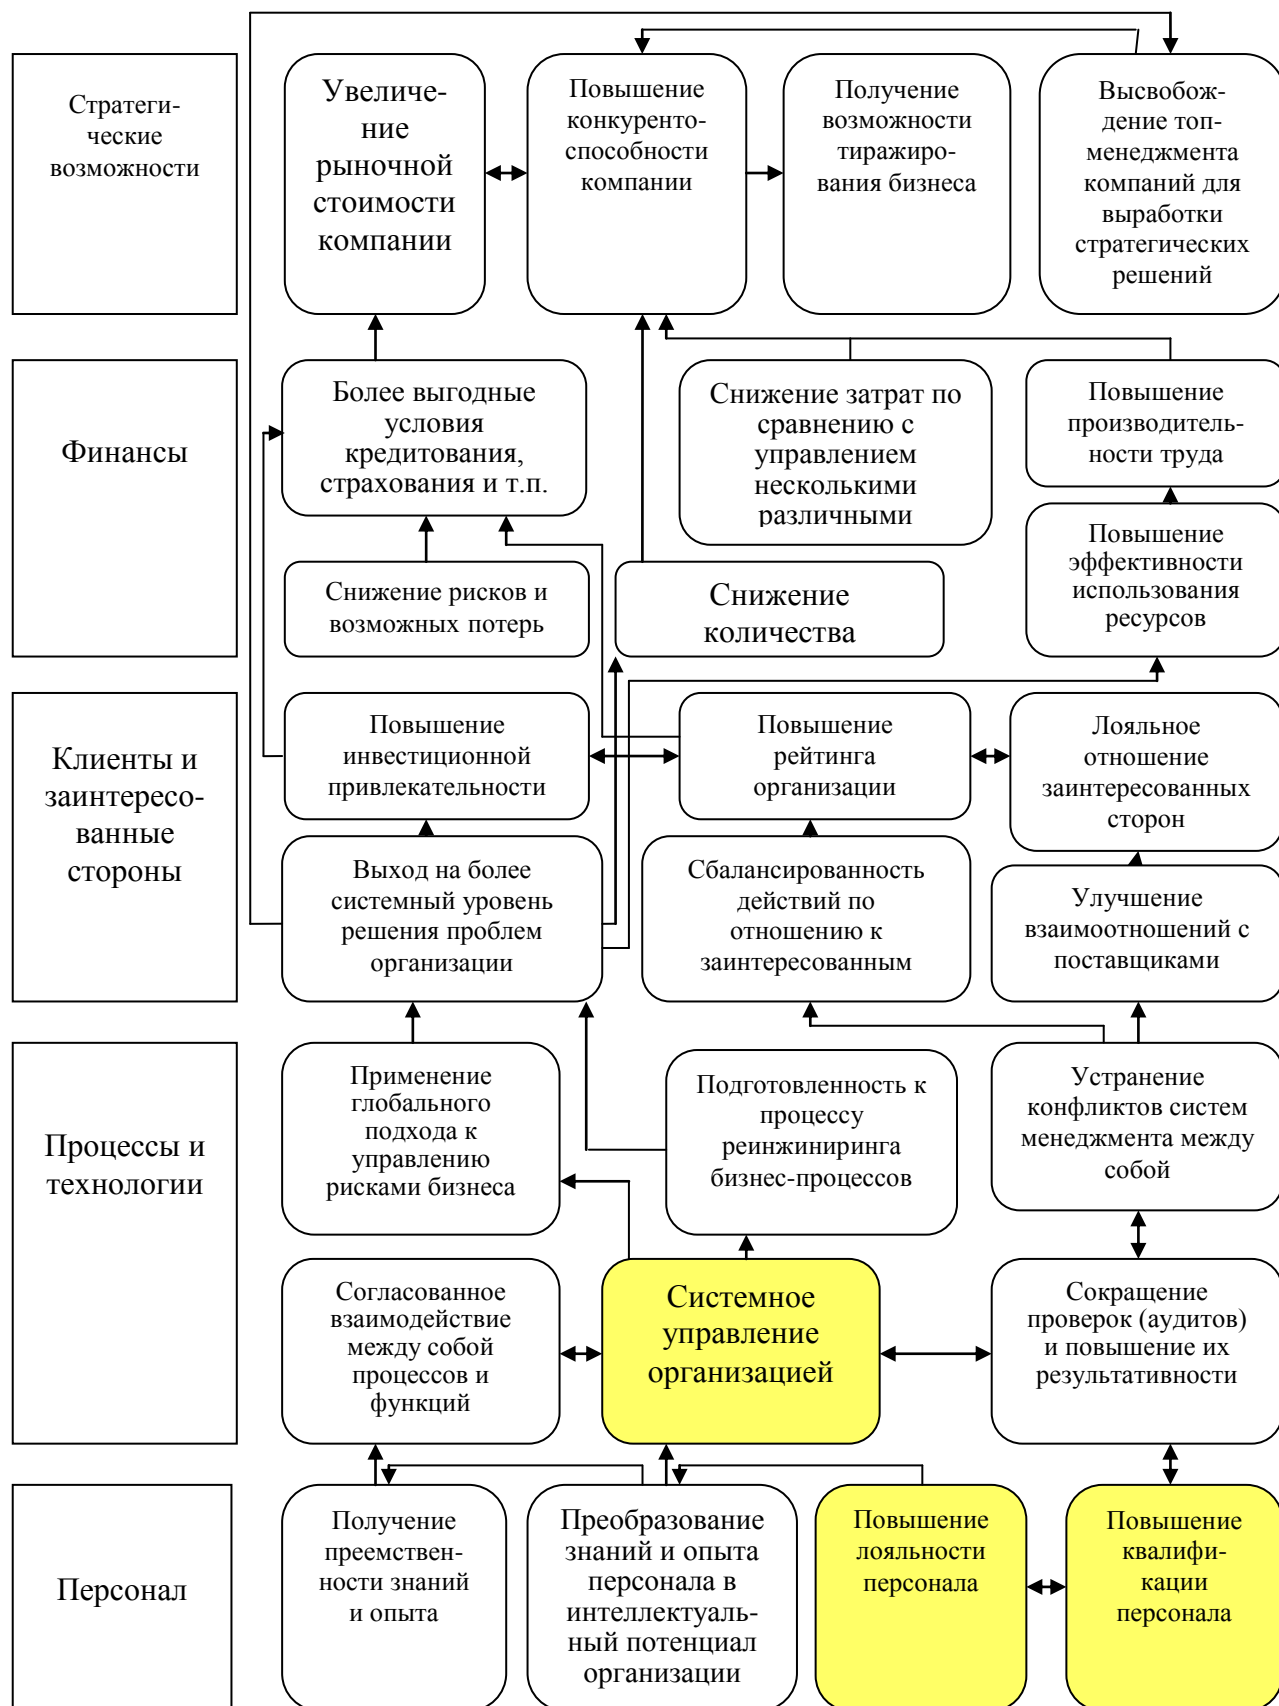 Стратеги-
ческие
возможности
Увеличе-
ние
рыночной
стоимости
компании
Повышение
конкуренто-
способности
компании
Получение
возможности
тиражиро-
вания бизнеса
Высвобож-
дение топ-
менеджмента
компаний для
выработки
стратегических
решений
Финансы
Более выгодные
условия
кредитования,
страхования и т.п.
Снижение затрат по
сравнению с
управлением
несколькими
различными
Повышение
производитель-
ности труда
Снижение рисков и
возможных потерь
Снижение
количества
Повышение
эффективности
использования
ресурсов
Клиенты и
заинтересо-
ванные
стороны
Повышение
инвестиционной
привлекательности
Повышение
рейтинга
организации
Лояльное
отношение
заинтересованных
сторон
Выход на более
системный уровень
решения проблем
организации
Сбалансированность
действий по
отношению к
заинтересованным
Улучшение
взаимоотношений с
поставщиками
Процессы и
технологии
Применение
глобального
подхода к
управлению
рисками бизнеса
Подготовленность к
процессу
реинжиниринга
бизнес-процессов
Устранение
конфликтов систем
менеджмента между
собой
Согласованное
взаимодействие
между собой
процессов и
функций
Системное
управление
организацией
Сокращение
проверок (аудитов)
и повышение их
результативности
Персонал
Получение
преемствен-
ности знаний
и опыта
Преобразование
знаний и опыта
персонала в
интеллектуаль-
ный потенциал
организации
Повышение
лояльности
персонала
Повышение
квалифи-
кации
персонала